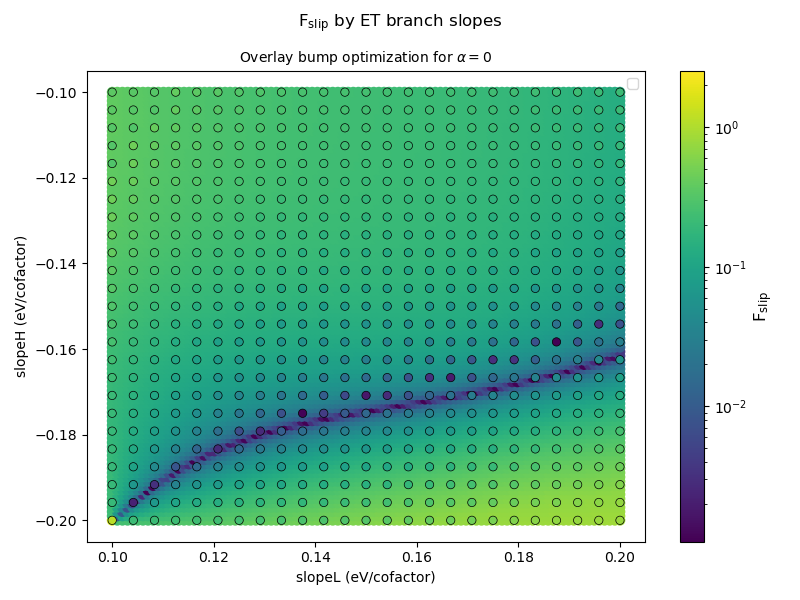 F_slip by ET branch slopes
Overlay bump optimization for α = 0
−0.10
−0.12
−0.14
−0.16
−0.18
−0.20
slopeH (eV/cofactor)
0.10 0.12 0.14 0.16 0.18 0.20
slopeL (eV/cofactor)
10^0
10^−1
10^−2
F_slip